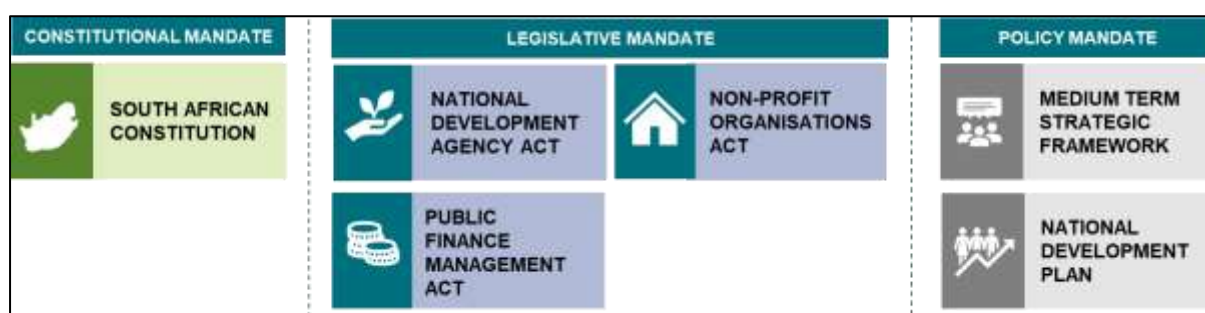 CONSTITUTIONAL MANDATE
SOUTH AFRICAN
CONSTITUTION
LEGISLATIVE MANDATE
NATIONAL
DEVELOPMENT
AGENCY ACT
NON-PROFIT
ORGANISATIONS
ACT
PUBLIC
FINANCE
MANAGEMENT
ACT
POLICY MANDATE
MEDIUM TERM
STRATEGIC
FRAMEWORK
NATIONAL
DEVELOPMENT
PLAN